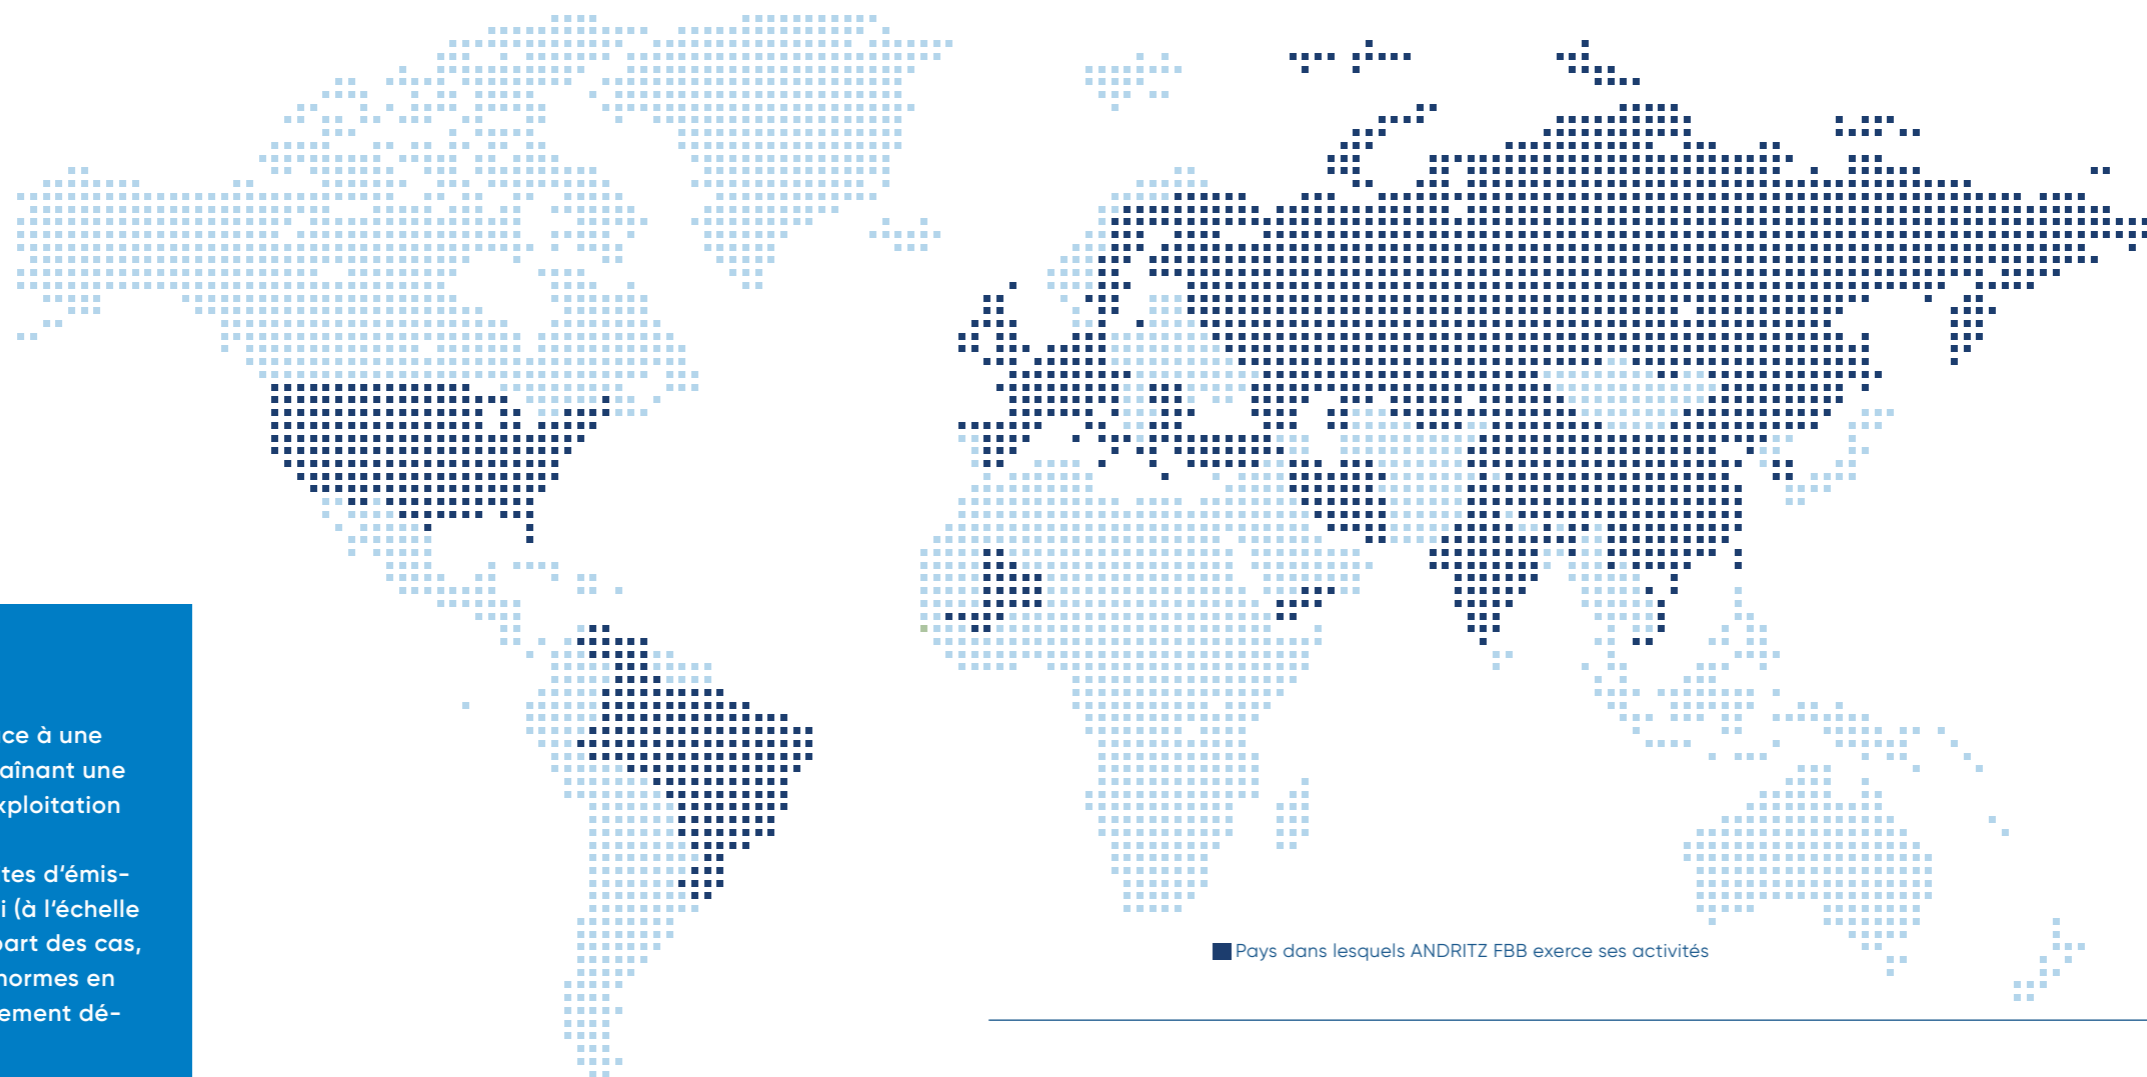 ce à une
aînant une
xploitation
tes d'émis-
i (à l'échelle
part des cas,
normes en
ement dé-
Pays dans lesquels ANDRITZ FBB exerce ses activités